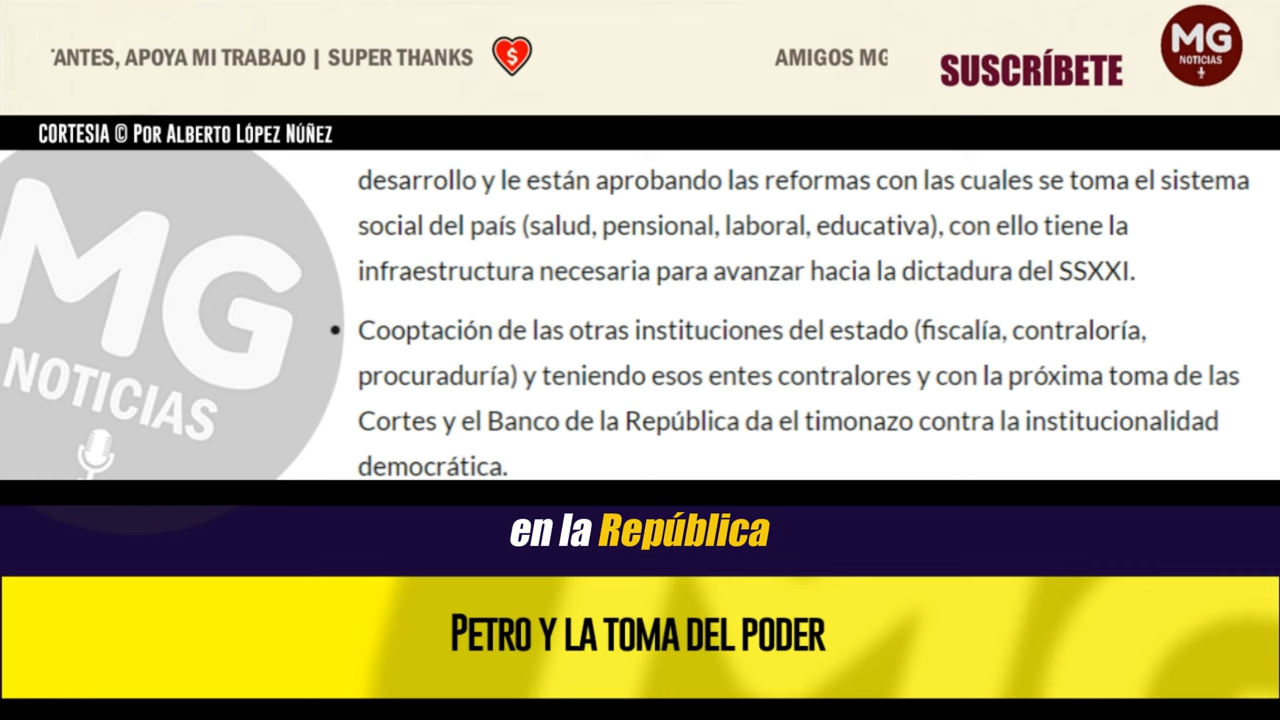 'ANTES, APOYA MI TRABAJO | SUPER THANKS
$
AMIGOS MG
SUSCRÍBETE
MG
NOTICIAS
CORTESIA © POR ALBERTO LÓPEZ NÚÑEZ
desarrollo y le están aprobando las reformas con las cuales se toma el sistema
social del país (salud, pensional, laboral, educativa), con ello tiene la
infraestructura necesaria para avanzar hacia la dictadura del SSXXI.
• Cooptación de las otras instituciones del estado (fiscalía, contraloría,
procuraduría) y teniendo esos entes contralores y con la próxima toma de las
Cortes y el Banco de la República da el timonazo contra la institucionalidad
democrática.
MG
NOTICIAS
en la República
PETRO Y LA TOMA DEL PODER